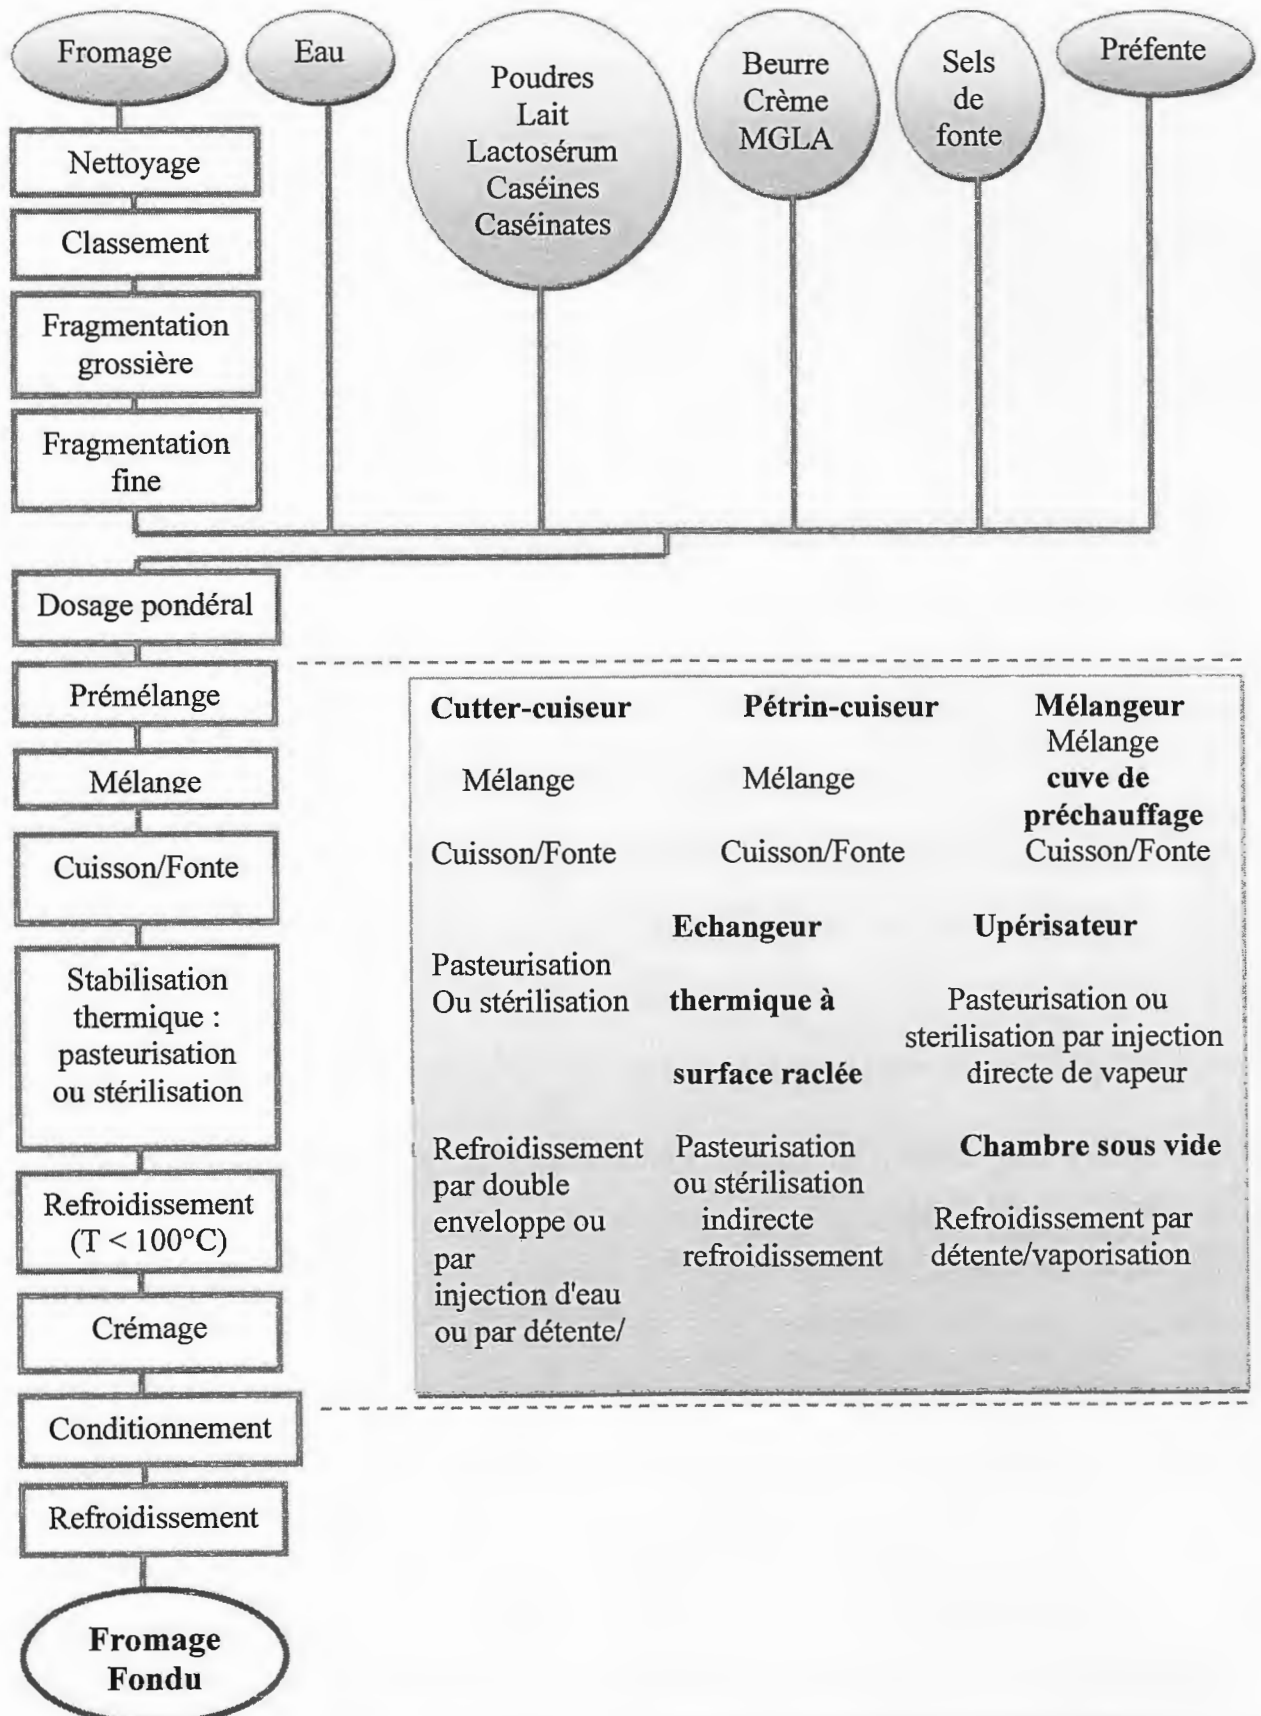 Fromage
Eau
Poudres
Lait
Lactosérum
Caséines
Caséinates
Beurre
Crème
MGLA
Sels
de
fonte
Préfente
Nettoyage
Classement
Fragmentation
grossière
Fragmentation
fine
Dosage pondéral
Prémélange
Mélange
Cuisson/Fonte
Stabilisation
thermique :
pasteurisation
ou stérilisation
Refroidissement
(T < 100°C)
Crémage
Conditionnement
Refroidissement
Fromage
Fondu
Cutter-cuiseur
Mélange
Cuisson/Fonte
Pasteurisation
Ou stérilisation
Refroidissement
par double
enveloppe ou
par
injection d'eau
ou par détente/
Pétrin-cuiseur
Mélange
Cuisson/Fonte
Echangeur
thermique à
surface raclée
Pasteurisation
ou stérilisation
indirecte
refroidissement
Mélangeur
Mélange
cuve de
préchauffage
Cuisson/Fonte
Upérisateur
Pasteurisation ou
sterilisation par injection
directe de vapeur
Chambre sous vide
Refroidissement par
détente/vaporisation